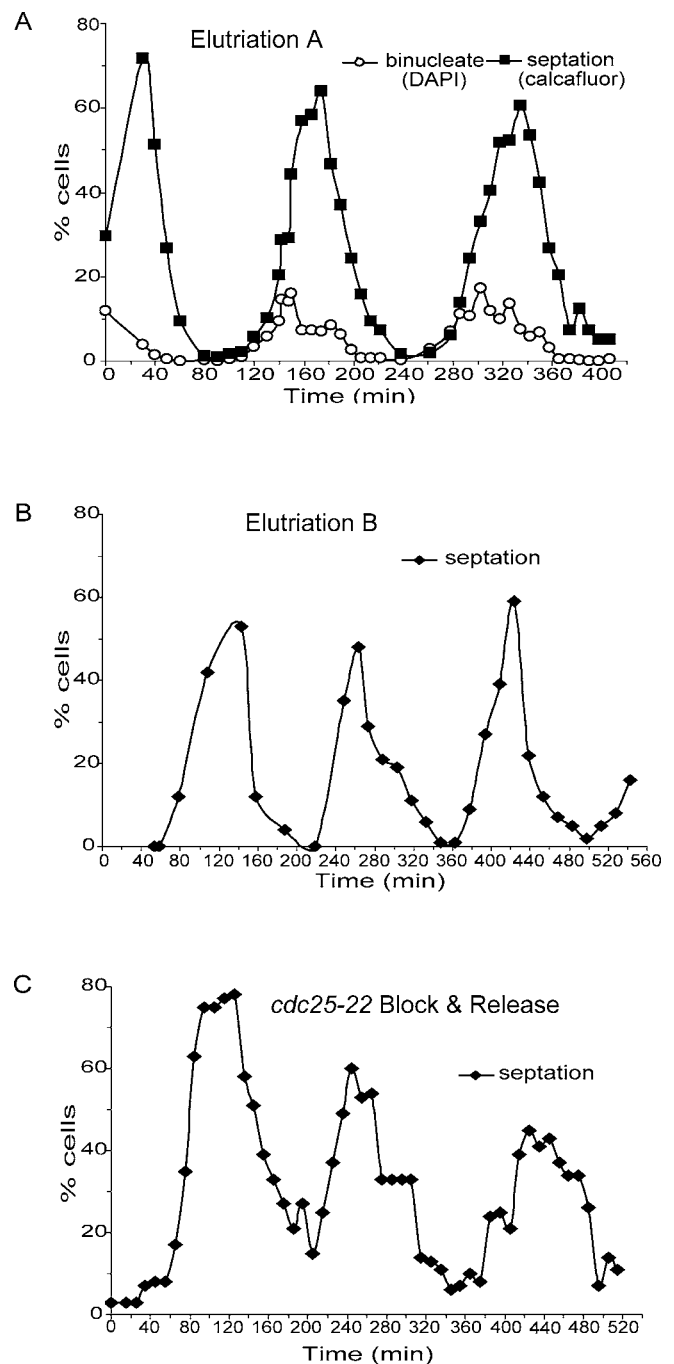 A
Elutriation A
binucleate
(DAPI)
septation
(calcafluor)
% cells
80
60
40
20
0
0 40 80 120 160 200 240 280 320 360 400
Time (min)
B
Elutriation B
septation
% cells
80
60
40
20
0
0 40 80 120 160 200 240 280 320 360 400 440 480 520 560
Time (min)
C
cdc25-22 Block & Release
septation
% cells
80
60
40
20
0
0 40 80 120 160 200 240 280 320 360 400 440 480 520
Time (min)